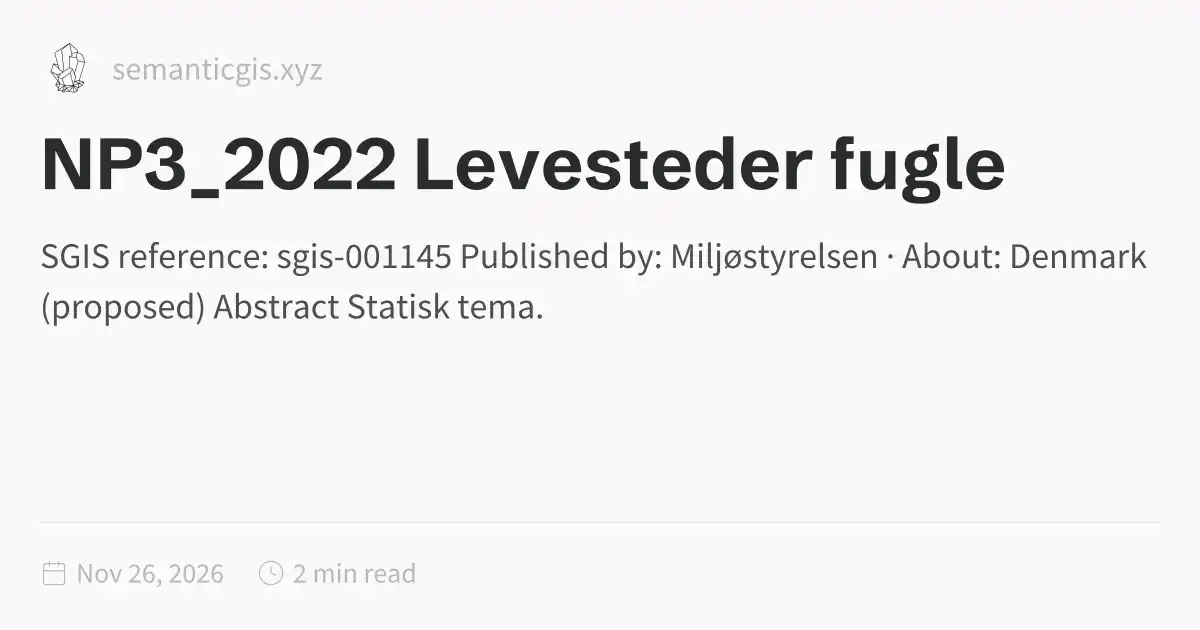 semanticgis.xyz
NP3_2022 Levesteder fugle
SGIS reference: sgis-001145 Published by: Miljøstyrelsen · About: Denmark
(proposed) Abstract Statisk tema.
Nov 26, 2026 2 min read